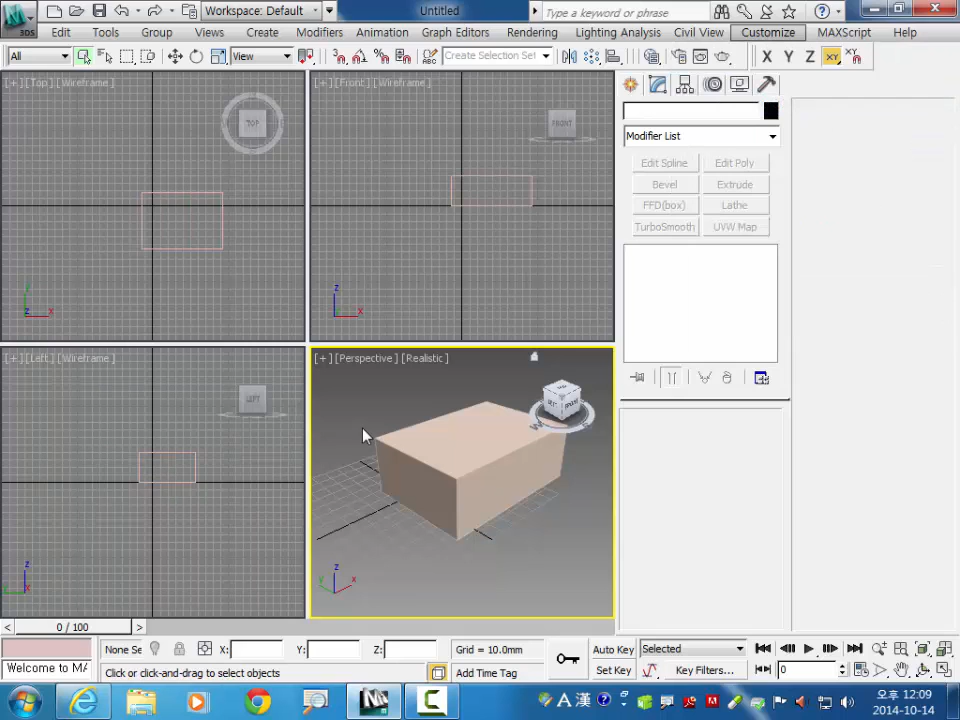 Workspace: Default
Untitled
Type a keyword or phrase
3DS
Edit Tools Group Views Create Modifiers Animation Graph Editors Rendering Lighting Analysis Civil View Customize MAXScript
All
View
Create Selection Set
X Y Z XY
[+][Top][Wireframe]
TOP
[+][Front][Wireframe]
FRONT
Modifier List
Edit Spline Edit Poly
Bevel Extrude
FFD(box) Lathe
TurboSmooth UVW Map
y
z x
z
x
[+][Left][Wireframe]
LEFT
[+][Perspective][Realistic]
z
z
y x
< 0 / 100 >
None Se X: Y: Z: Grid = 10.0mm Auto Key Selected
Welcome to MA Click or click-and-drag to select objects Add Time Tag Set Key Key Filters... 0
A 漢
오후 12:09
2014-10-14